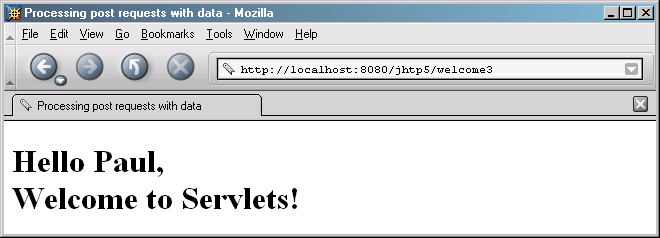 Processing post requests with data - Mozilla
File Edit View Go Bookmarks Tools Window Help
http://localhost:8080/jhtp5/welcome3
Processing post requests with data
Hello Paul,
Welcome to Servlets!